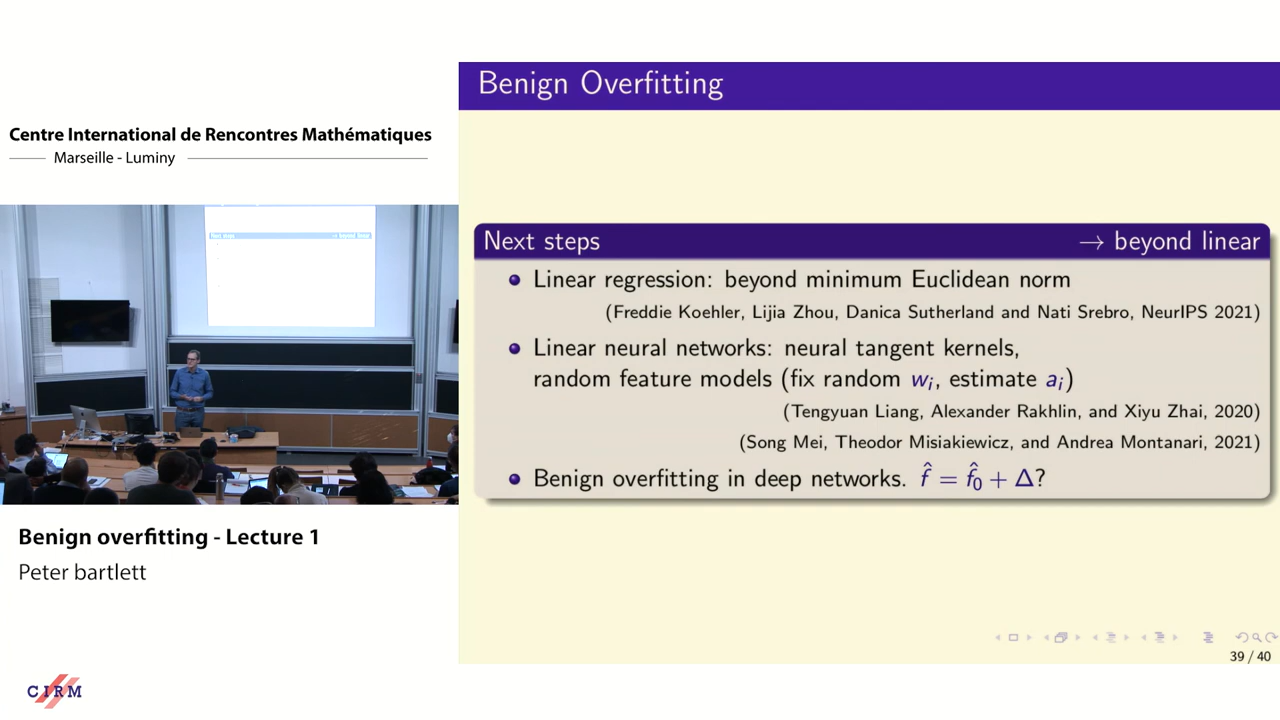 Centre International de Rencontres Mathématiques
Marseille - Luminy
Benign overfitting - Lecture 1
Peter bartlett
CIRM
Benign Overfitting
Next steps → beyond linear
Linear regression: beyond minimum Euclidean norm
(Freddie Koehler, Lijia Zhou, Danica Sutherland and Nati Srebro, NeurIPS 2021)
Linear neural networks: neural tangent kernels,
random feature models (fix random wᵢ, estimate aᵢ)
(Tengyuan Liang, Alexander Rakhlin, and Xiyu Zhai, 2020)
(Song Mei, Theodor Misiakiewicz, and Andrea Montanari, 2021)
Benign overfitting in deep networks. f̂ = f̂₀ + Δ?
39 / 40